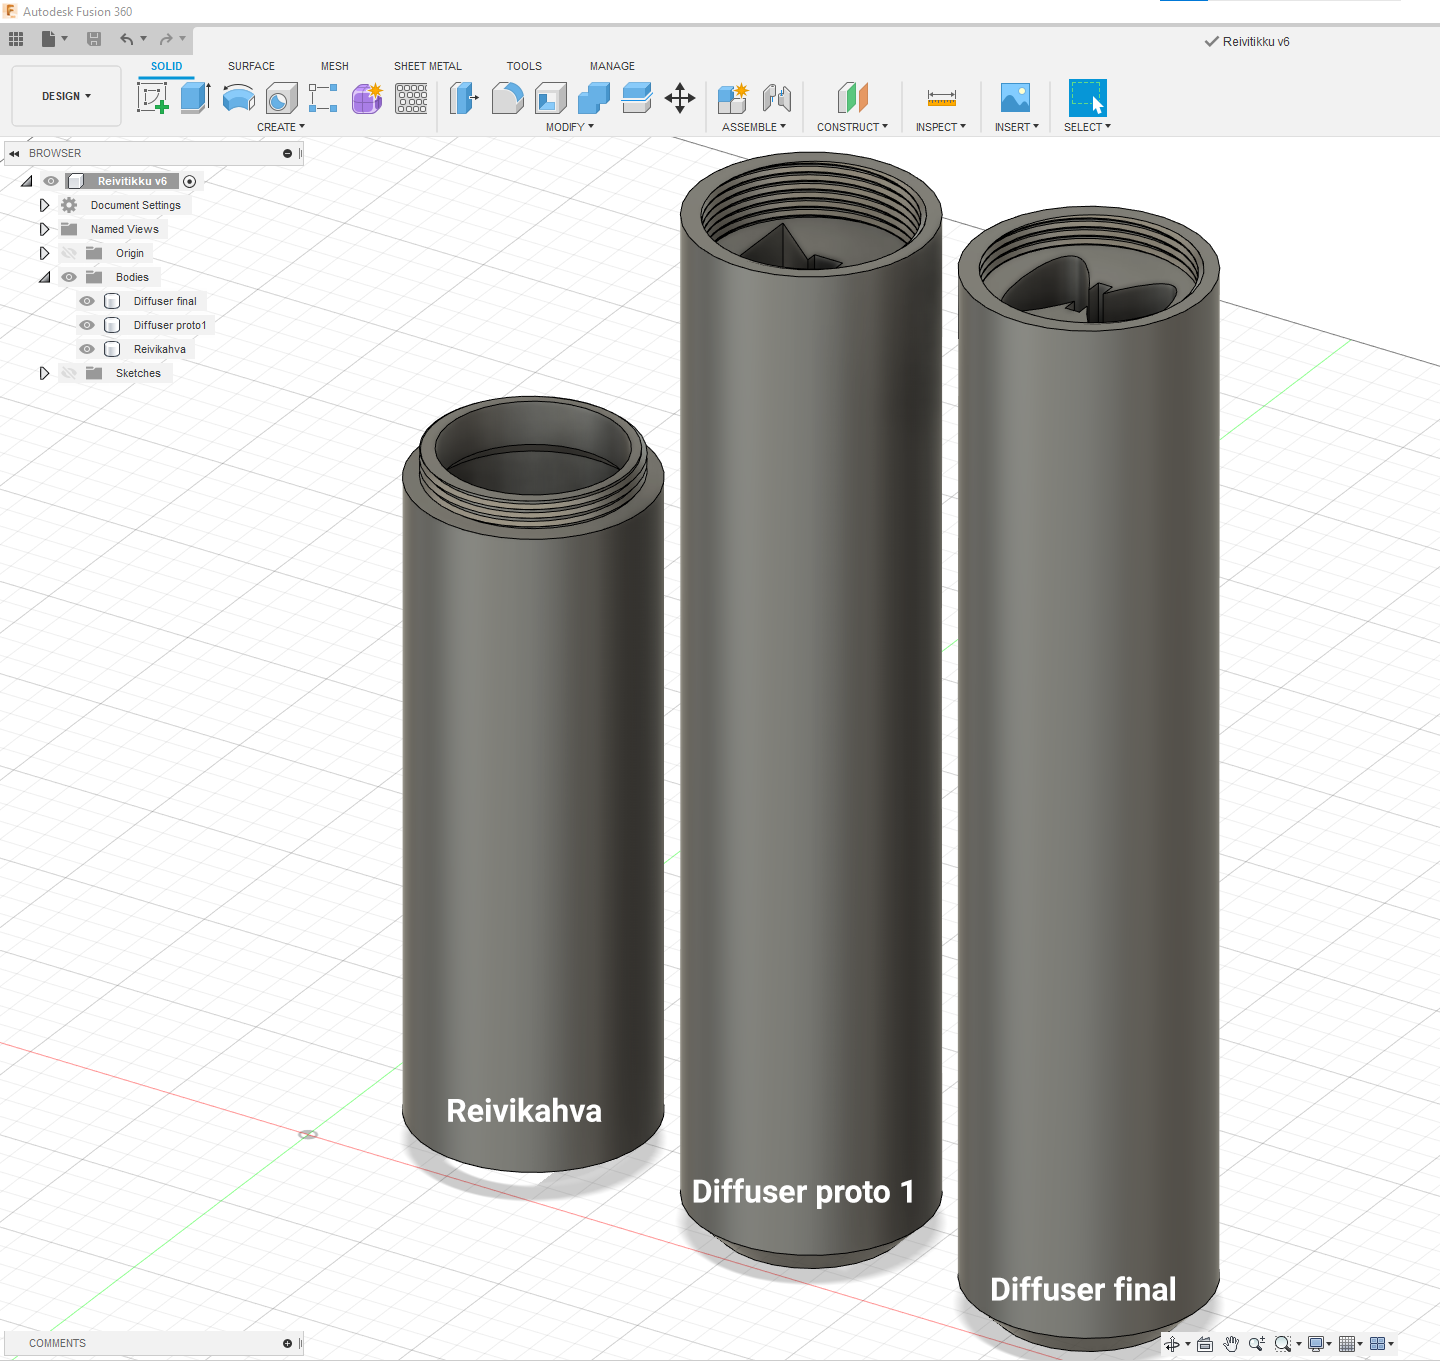 Autodesk Fusion 360
Reivitikku v6
SOLID SURFACE MESH SHEET METAL TOOLS MANAGE
DESIGN
CREATE MODIFY ASSEMBLE CONSTRUCT INSPECT INSERT SELECT
BROWSER
Reivitikku v6
Document Settings
Named Views
Origin
Bodies
Diffuser final
Diffuser proto1
Reivikahva
Sketches
Reivikahva
Diffuser proto 1
Diffuser final
COMMENTS